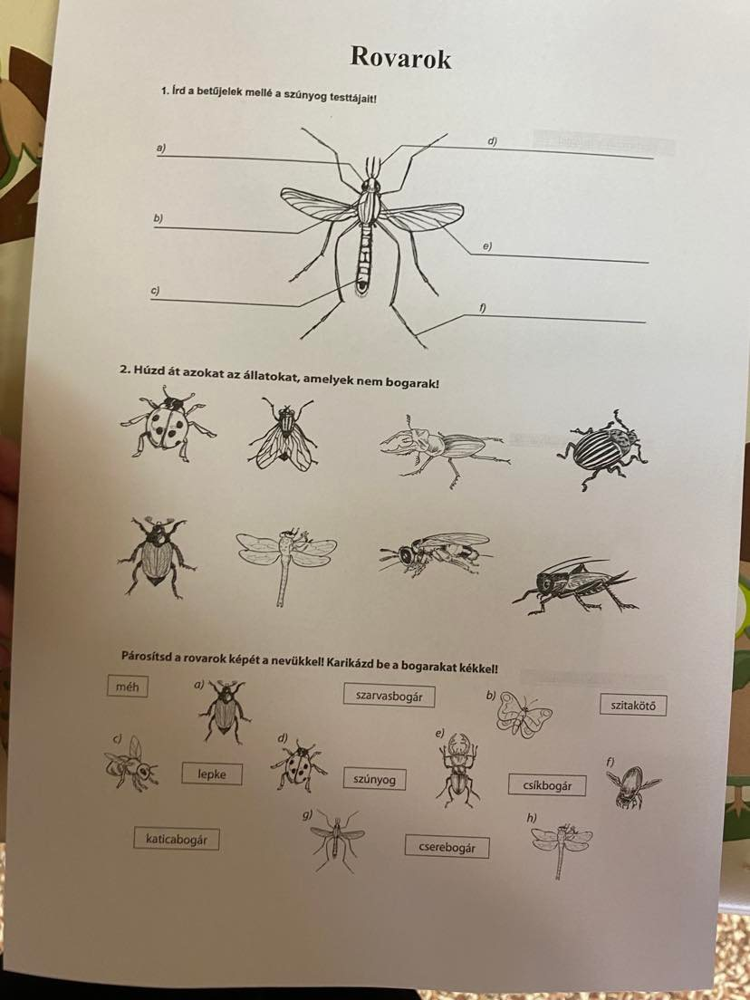 Rovarok
1. Írd a betűjelek mellé a szúnyog testtájait!
a)
d)
b)
e)
c)
f)
2. Húzd át azokat az állatokat, amelyek nem bogarak!
Párosítsd a rovarok képét a nevükkel! Karikázd be a bogarakat kékkel!
méh
a)
szarvasbogár
b)
szitakötő
c)
lepke
d)
szúnyog
e)
csíkbogár
f)
katicabogár
g)
cserebogár
h)